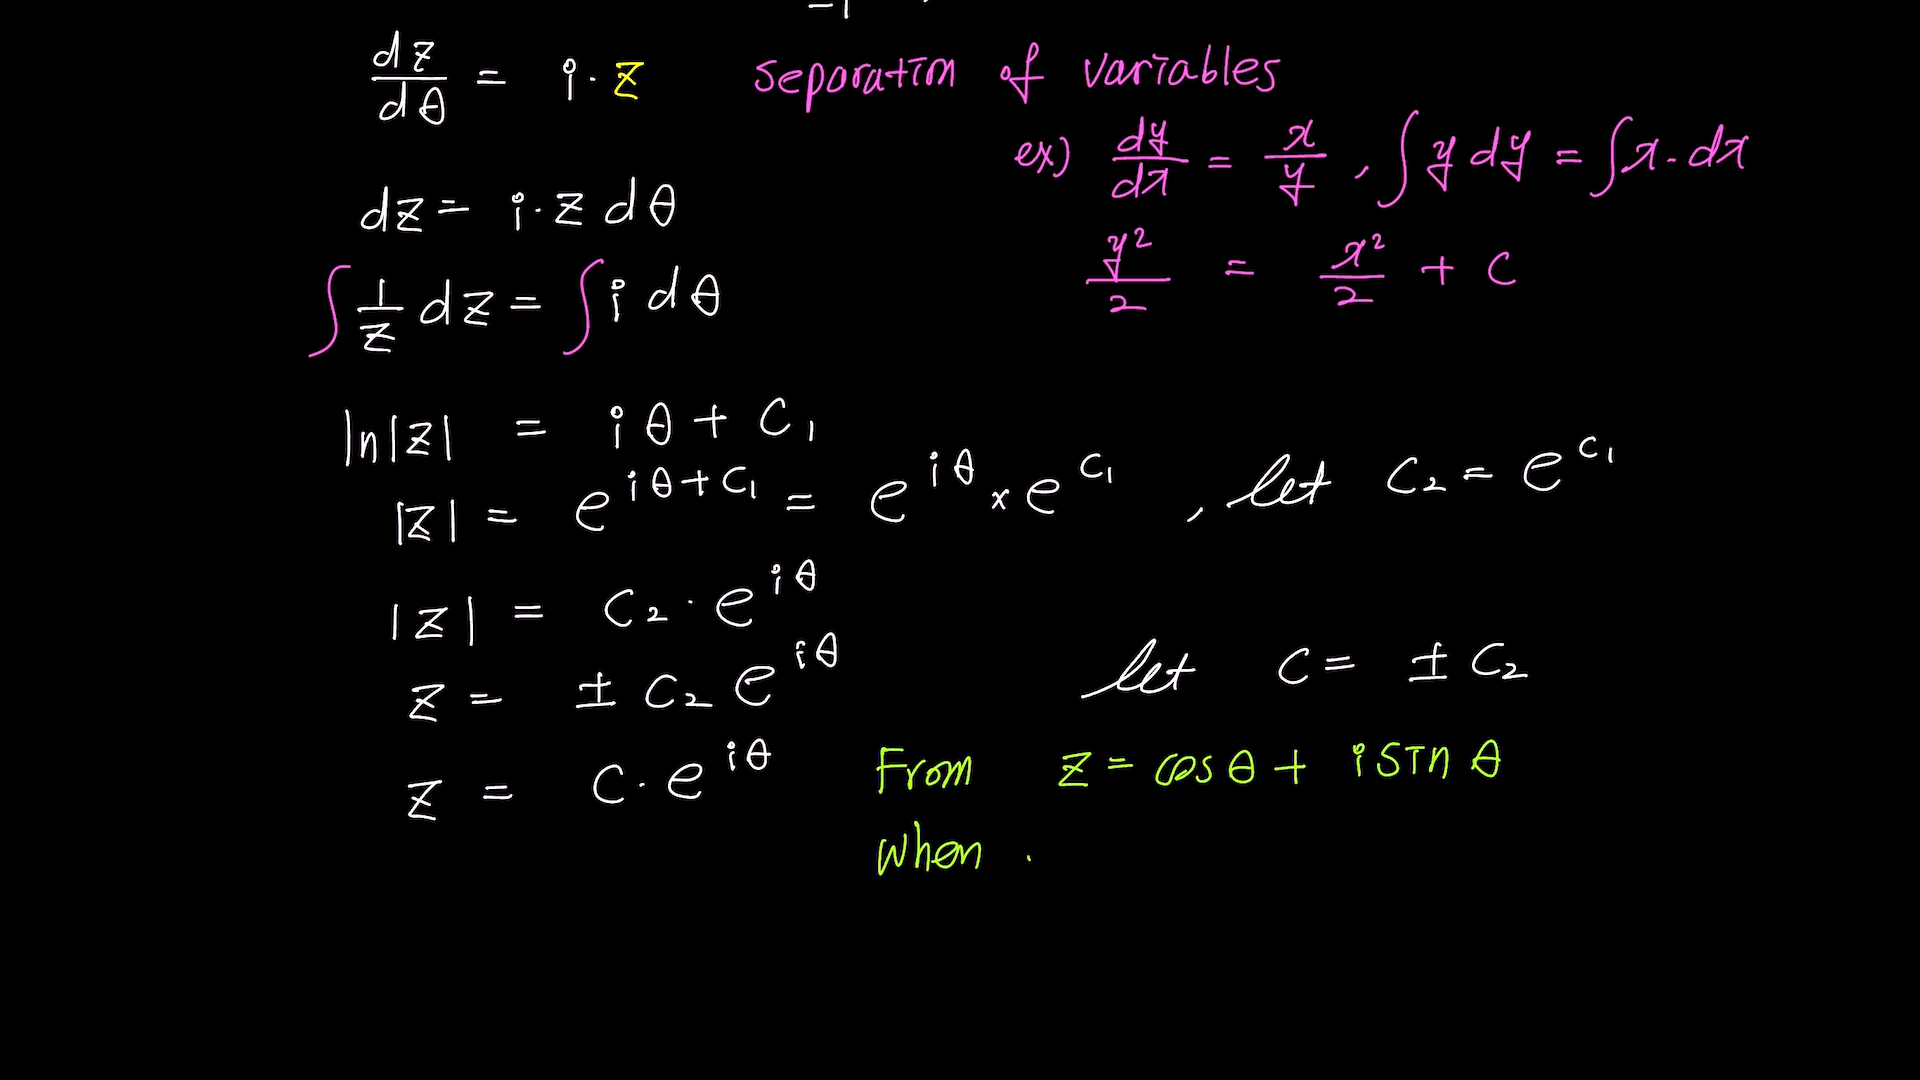 dz/dθ = i · z separation of variables
ex) dy/dx = x/y , ∫ y dy = ∫ x · dx
dz = i · z dθ
y²/2 = x²/2 + C
∫ 1/z dz = ∫ i dθ
ln|z| = iθ + C₁
|z| = e^(iθ+C₁) = e^(iθ) × e^(C₁) , let C₂ = e^(C₁)
|z| = C₂ · e^(iθ)
z = ± C₂ e^(iθ) let C = ± C₂
z = C · e^(iθ) From z = cos θ + i sin θ
When